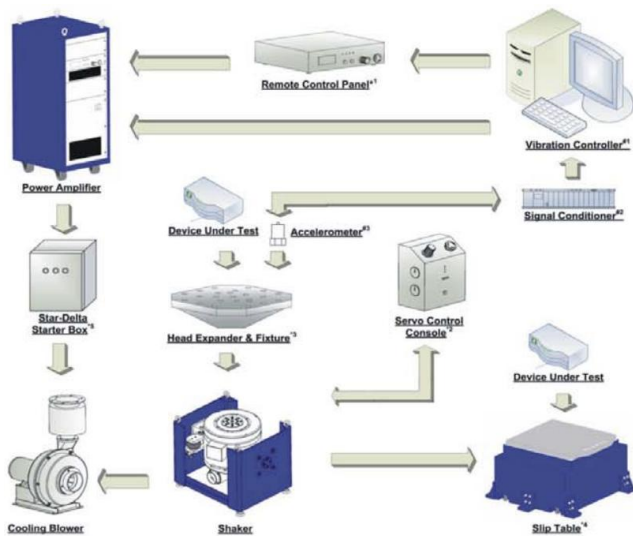 Remote Control Panel*1
Vibration Controller#1
Power Amplifier
Device Under Test
Accelerometer#3
Signal Conditioner#2
Star-Delta
Starter Box*5
Head Expander & Fixture*3
Servo Control
Console*2
Device Under Test
Cooling Blower
Shaker
Slip Table*4